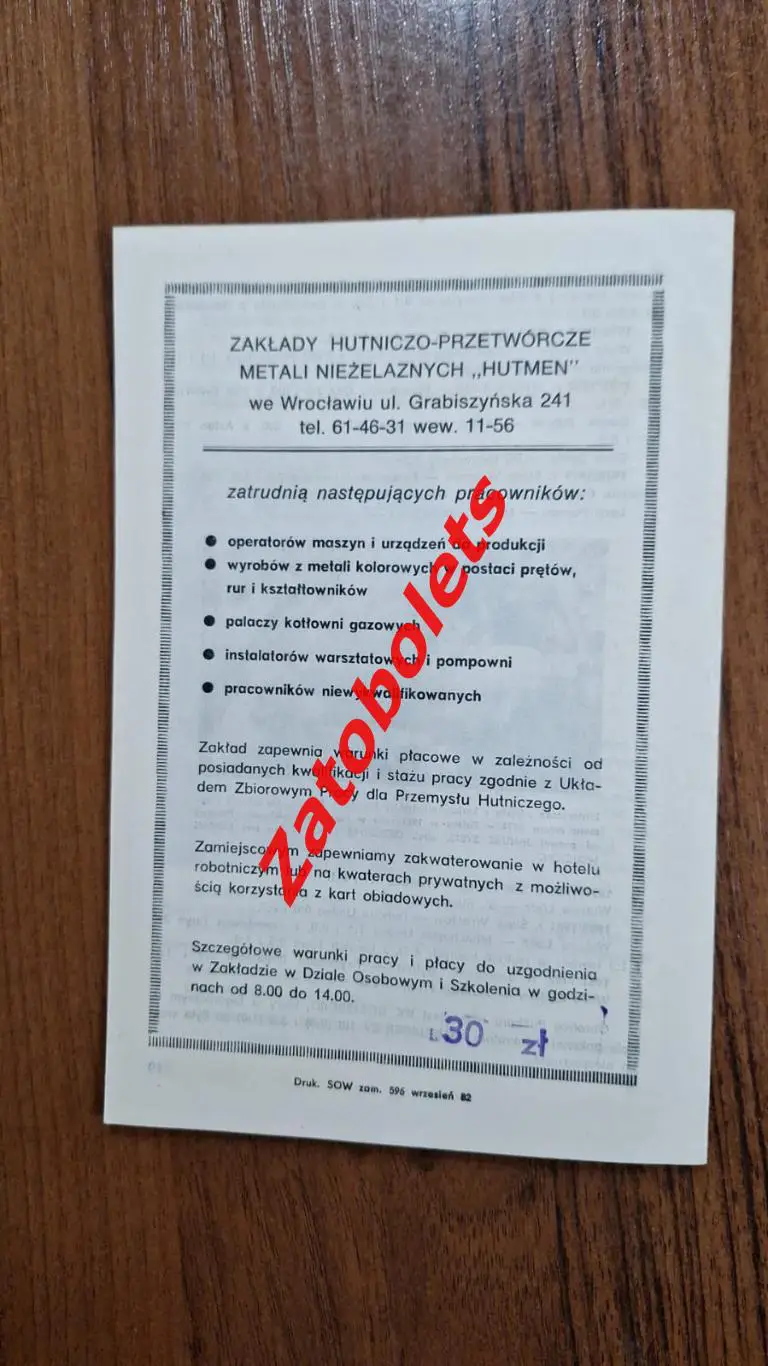 ZAKŁADY HUTNICZO-PRZETWÓRCZE
METALI NIEŻELAZNYCH „HUTMEN"
we Wrocławiu ul. Grabiszyńska 241
tel. 61-46-31 wew. 11-56
zatrudnią następujących pracowników:
● operatorów maszyn i urządzeń do produkcji
● wyrobów z metali kolorowych w postaci prętów,
rur i kształtowników
● palaczy kotłowni gazowych
● instalatorów warsztatowych i pompowni
● pracowników niewykwalifikowanych
Zakład zapewnia warunki płacowe w zależności od
posiadanych kwalifikacji i stażu pracy zgodnie z Ukła-
dem Zbiorowym Pracy dla Przemysłu Hutniczego.
Zamiejscowym zapewniamy zakwaterowanie w hotelu
robotniczym lub na kwaterach prywatnych z możliwo-
ścią korzystania z kart obiadowych.
Szczegółowe warunki pracy i płacy do uzgodnienia
w Zakładzie w Dziale Osobowym i Szkolenia w godzi-
nach od 8.00 do 14.00.
30 zł
Druk. SOW zam. 596 wrzesień 82
Zatobolets